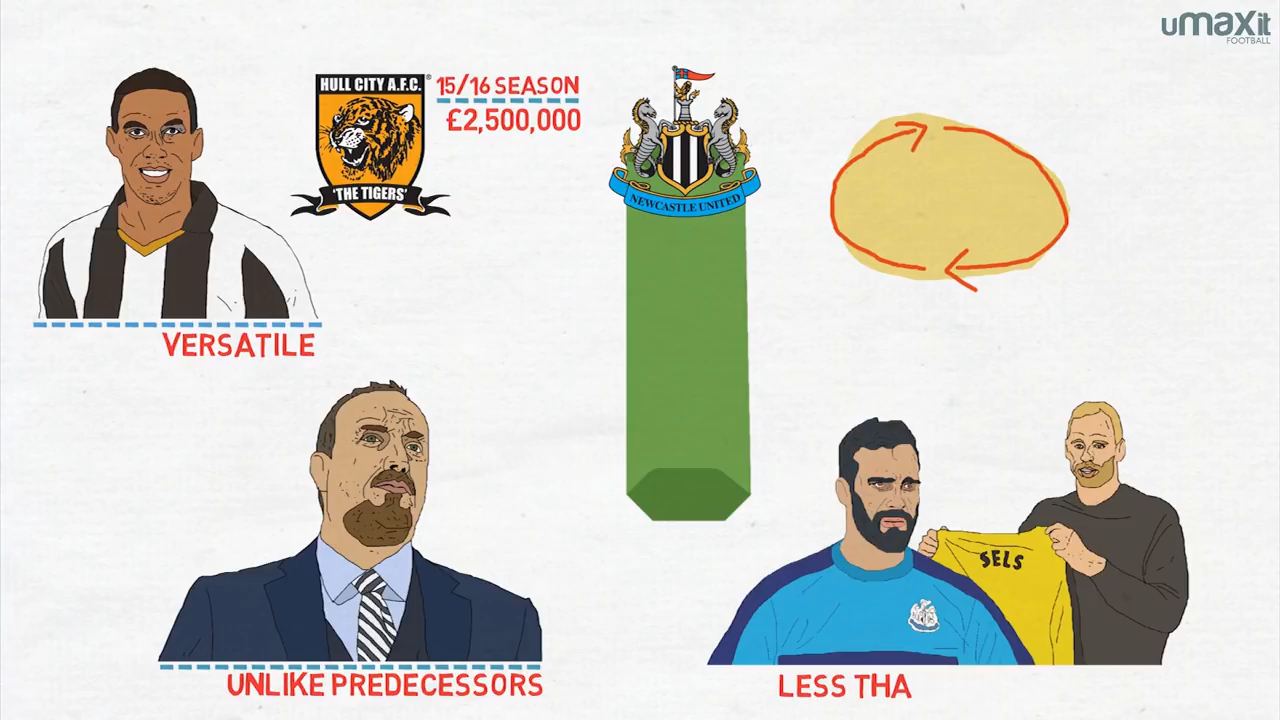 uMAXit
FOOTBALL
HULL CITY A.F.C.
'THE TIGERS'
15/16 SEASON
£2,500,000
NEWCASTLE UNITED
VERSATILE
SELS
UNLIKE PREDECESSORS
LESS THA